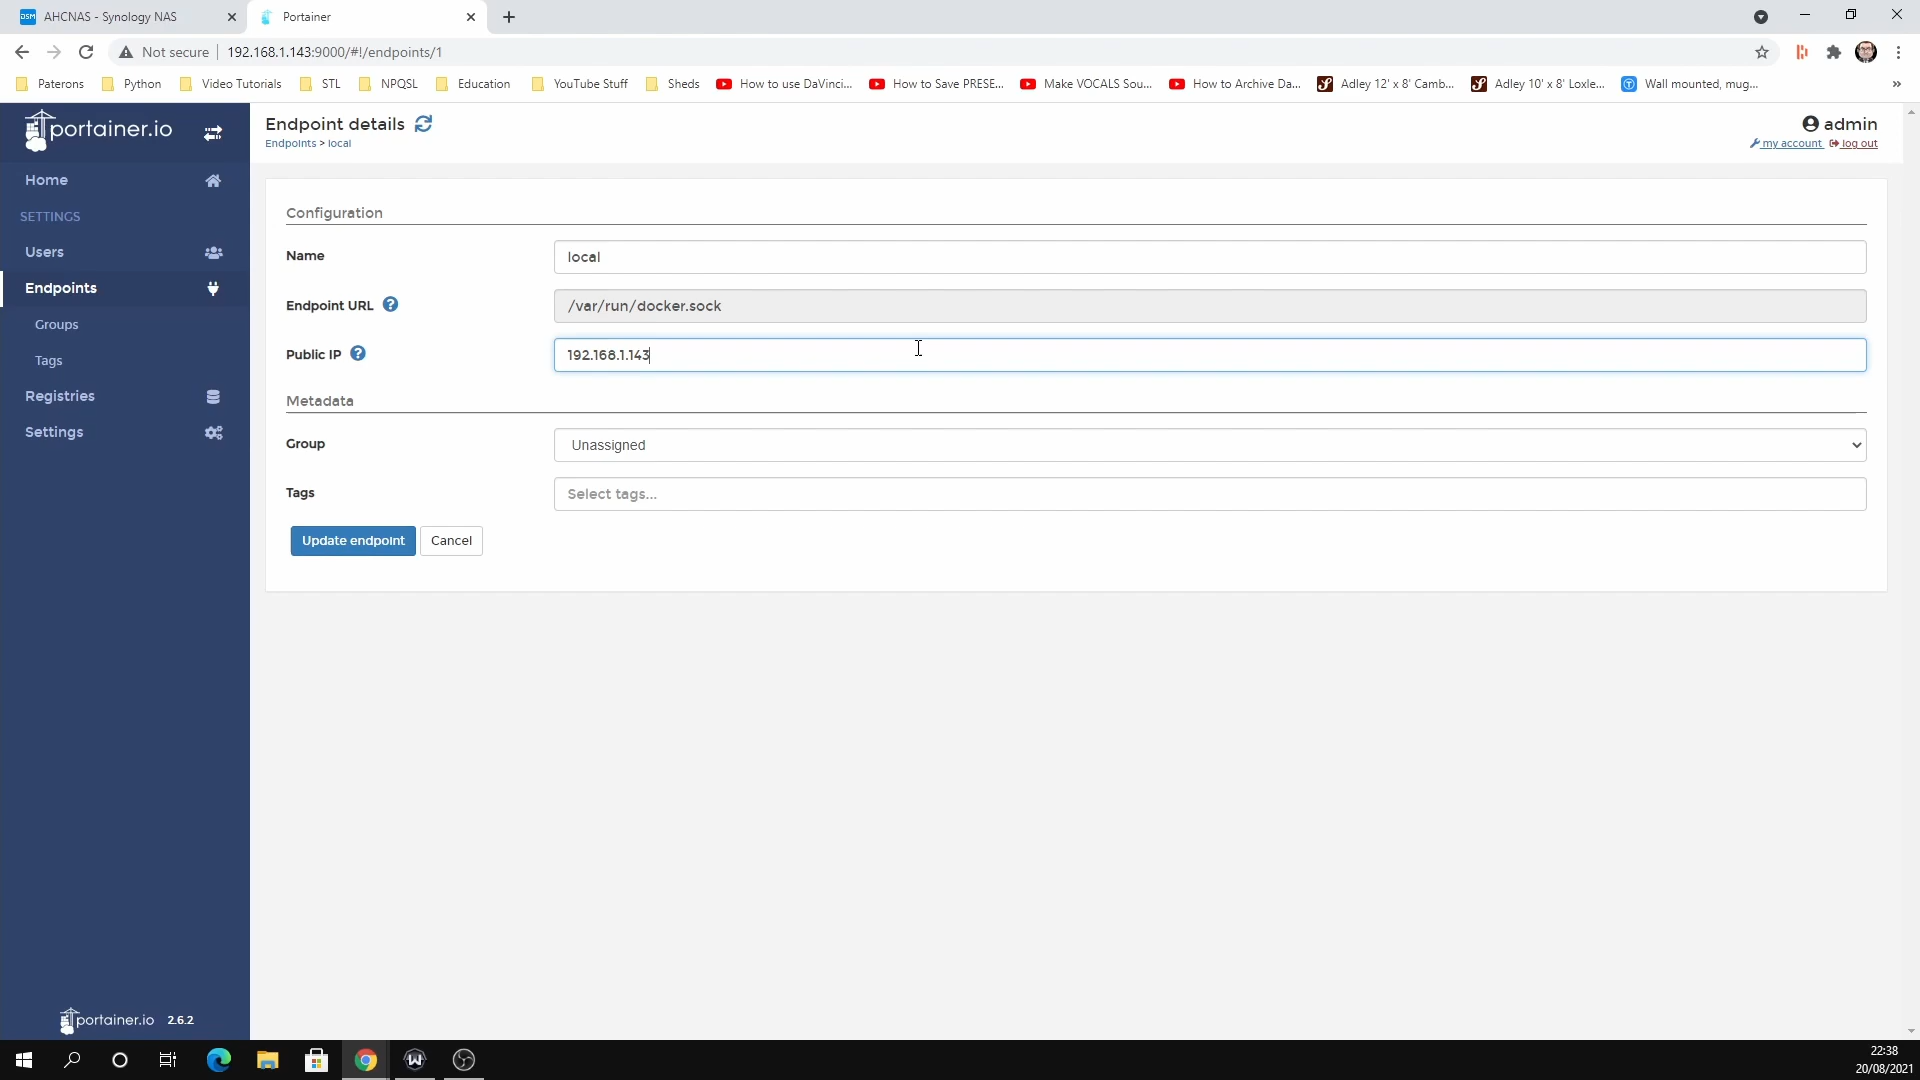 AHCNAS - Synology NAS
Portainer
Not secure
192.168.1.143:9000/#!/endpoints/1
Paterons
Python
Video Tutorials
STL
NPQSL
Education
YouTube Stuff
Sheds
How to use DaVinci...
How to Save PRESE...
Make VOCALS Sou...
How to Archive Da...
Adley 12' x 8' Camb...
Adley 10' x 8' Loxle...
Wall mounted, mug...
»
portainer.io
Endpoint details
Endpoints > local
admin
my account
log out
Home
SETTINGS
Users
Endpoints
Groups
Tags
Registries
Settings
Configuration
Name
local
Endpoint URL
/var/run/docker.sock
Public IP
192.168.1.143
Metadata
Group
Unassigned
Tags
Select tags...
Update endpoint
Cancel
portainer.io 2.6.2
22:38
20/08/2021